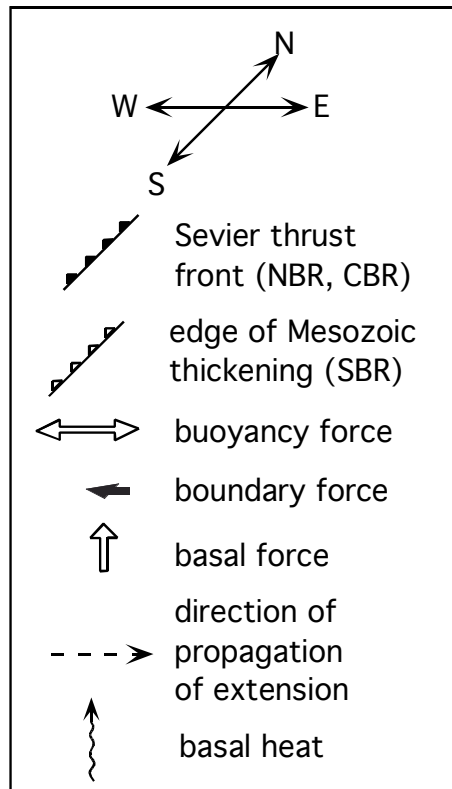 N
W E
S
Sevier thrust
front (NBR, CBR)
edge of Mesozoic
thickening (SBR)
buoyancy force
boundary force
basal force
direction of
propagation
of extension
basal heat